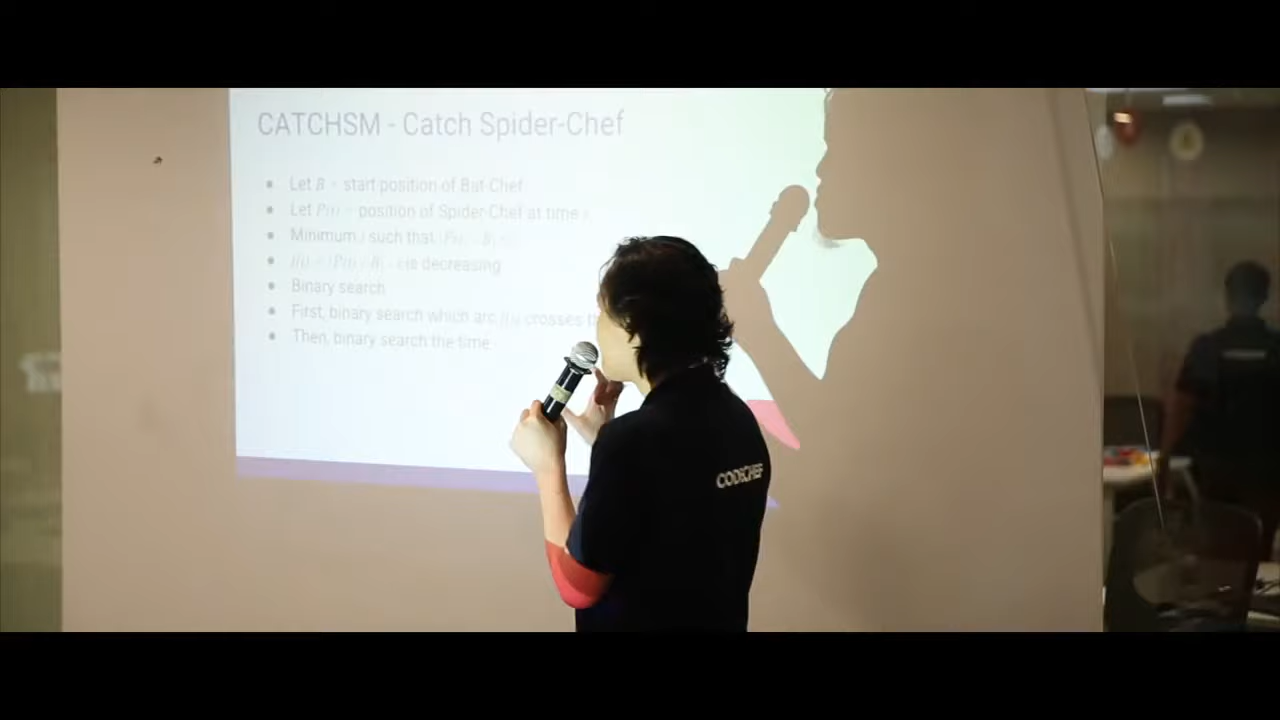 CATCHSM - Catch Spider-Chef
Let B - start position of Bat-Chef
Let P(t) - position of Spider-Chef at time t
Minimum t such that
is decreasing
Binary search
First, binary search which arc f(t) crosses
Then, binary search the time
CODECHEF